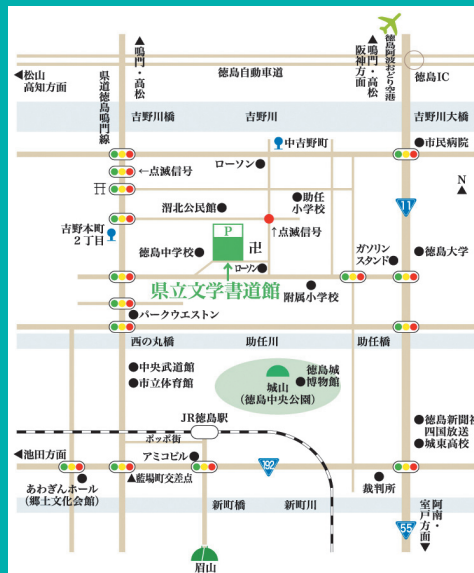 ▲鳴門・高松
▲鳴門・高松
阪神方面
徳島阿波おどり空港
◀松山
高知方面
県道徳島鳴門線
徳島自動車道
徳島IC
吉野川橋
吉野川
吉野川大橋
中吉野町
市民病院
←点滅信号
ローソン
N
助任
小学校
11
渭北公民館
P
↑点滅信号
吉野本町
2丁目
徳島中学校
卍
ガソリン
スタンド
徳島大学
ローソン
県立文学書道館
附属小学校
パークウエストン
西の丸橋
助任川
助任橋
中央武道館
市立体育館
徳島城
博物館
城山
(徳島中央公園)
JR徳島駅
徳島新聞社
四国放送
城東高校
ポッポ街
◀池田方面
アミコビル
192
あわぎんホール
(郷土文化会館)
▲藍場町交差点
裁判所
新町橋
新町川
55
阿南・
室戸方面▶
眉山